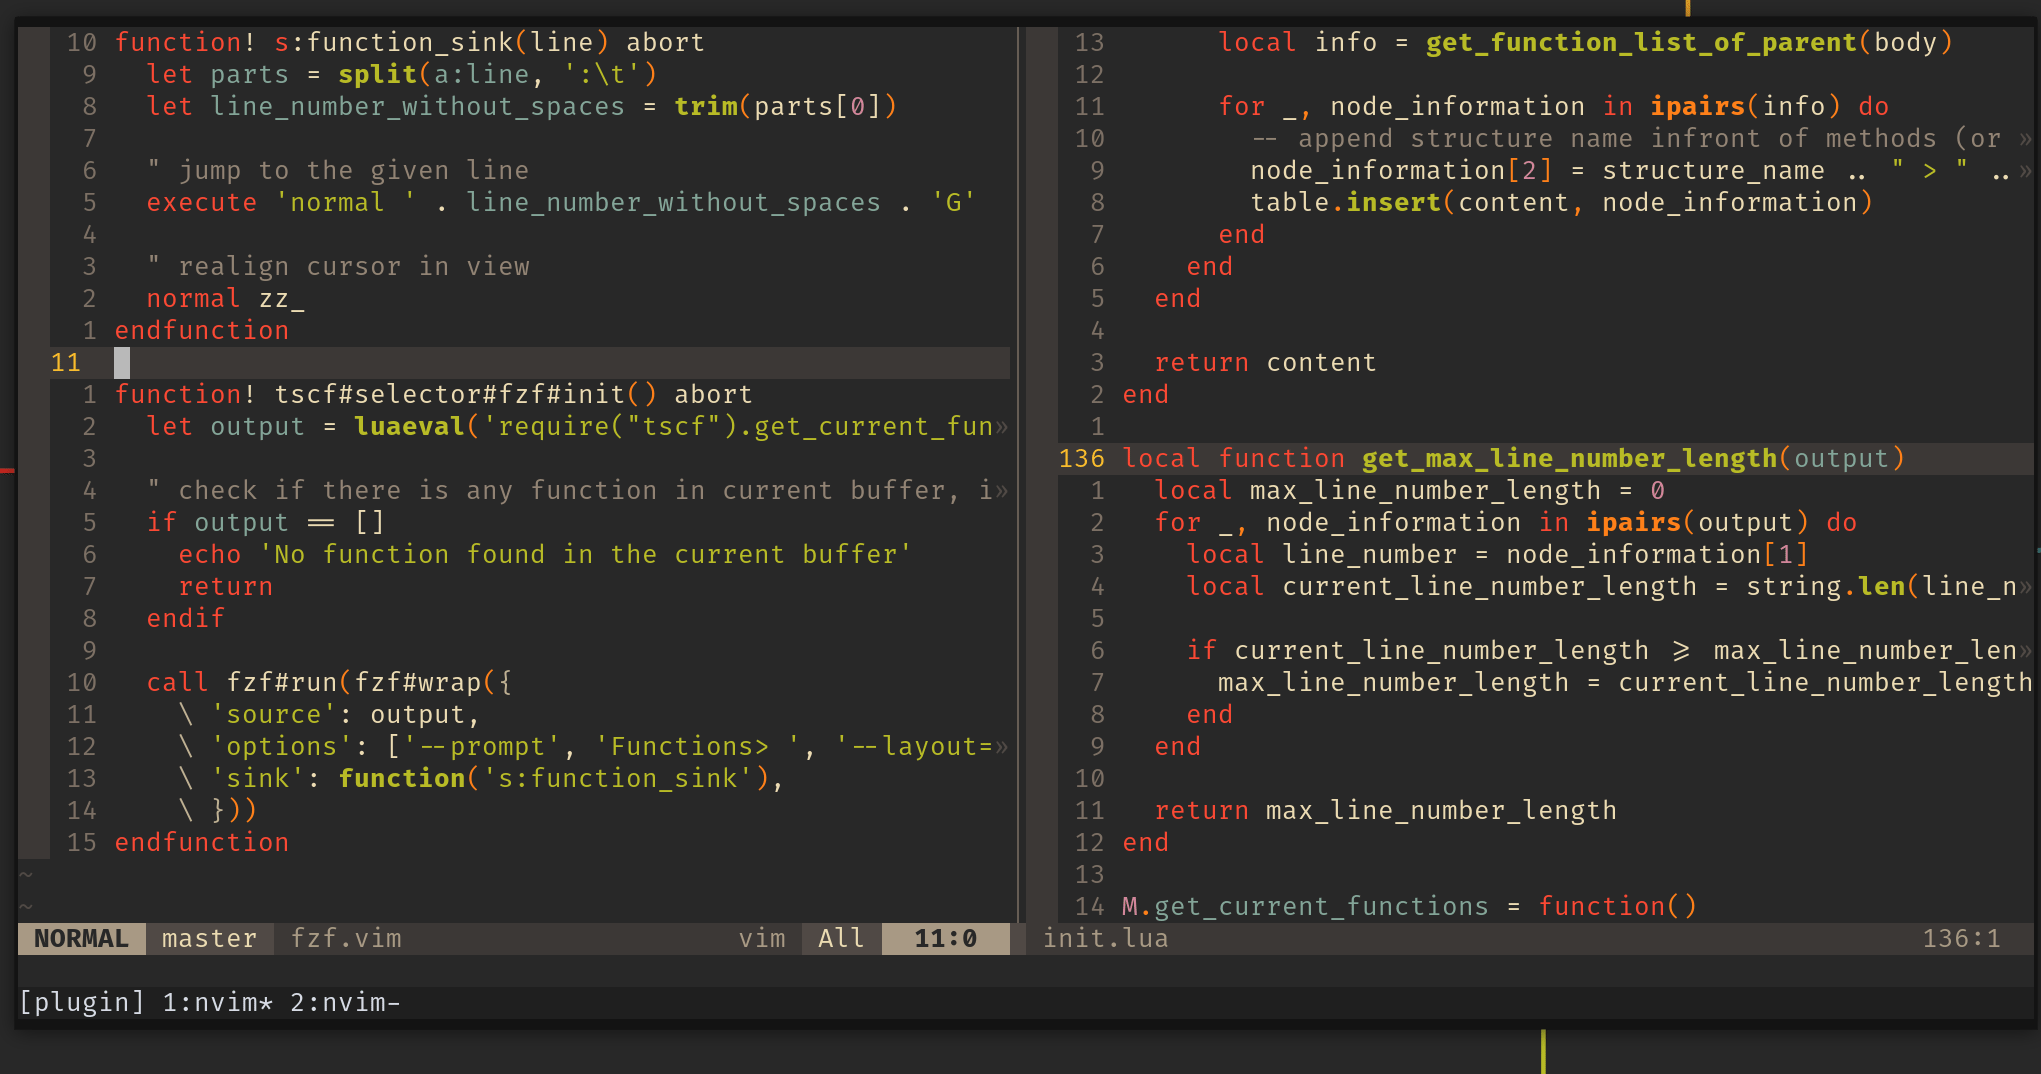 10 function! s:function_sink(line) abort
9 let parts = split(a:line, ':\t')
8 let line_number_without_spaces = trim(parts[0])
7
6 " jump to the given line
5 execute 'normal ' . line_number_without_spaces . 'G'
4
3 " realign cursor in view
2 normal zz_
1 endfunction
11
1 function! tscf#selector#fzf#init() abort
2 let output = luaeval('require("tscf").get_current_fun»
3
4 " check if there is any function in current buffer, i»
5 if output == []
6 echo 'No function found in the current buffer'
7 return
8 endif
9
10 call fzf#run(fzf#wrap({
11 \ 'source': output,
12 \ 'options': ['--prompt', 'Functions> ', '--layout=»
13 \ 'sink': function('s:function_sink'),
14 \ }))
15 endfunction
~
~
NORMAL master fzf.vim vim All 11:0
13 local info = get_function_list_of_parent(body)
12
11 for _, node_information in ipairs(info) do
10 -- append structure name infront of methods (or »
9 node_information[2] = structure_name .. " > " ..»
8 table.insert(content, node_information)
7 end
6 end
5 end
4
3 return content
2 end
1
136 local function get_max_line_number_length(output)
1 local max_line_number_length = 0
2 for _, node_information in ipairs(output) do
3 local line_number = node_information[1]
4 local current_line_number_length = string.len(line_n»
5
6 if current_line_number_length >= max_line_number_len»
7 max_line_number_length = current_line_number_length
8 end
9 end
10
11 return max_line_number_length
12 end
13
14 M.get_current_functions = function()
init.lua 136:1
[plugin] 1:nvim* 2:nvim-